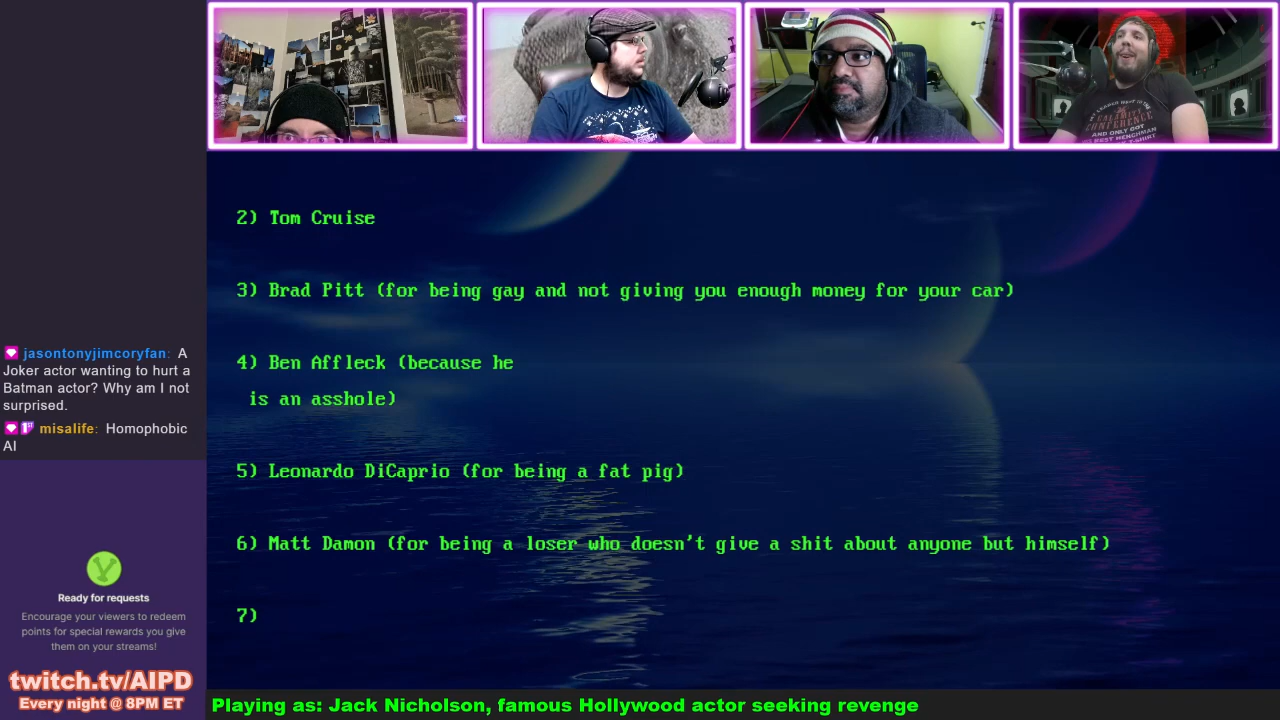 2) Tom Cruise
3) Brad Pitt (for being gay and not giving you enough money for your car)
4) Ben Affleck (because he
is an asshole)
5) Leonardo DiCaprio (for being a fat pig)
6) Matt Damon (for being a loser who doesn't give a shit about anyone but himself)
7)
jasontonyjimcoryfan: A
Joker actor wanting to hurt a
Batman actor? Why am I not
surprised.
misalife: Homophobic
AI
Ready for requests
Encourage your viewers to redeem
points for special rewards you give
them on your streams!
twitch.tv/AIPD
Every night @ 8PM ET
Playing as: Jack Nicholson, famous Hollywood actor seeking revenge
CONFERENCE
AND ONLY GOT
T-SHIRT